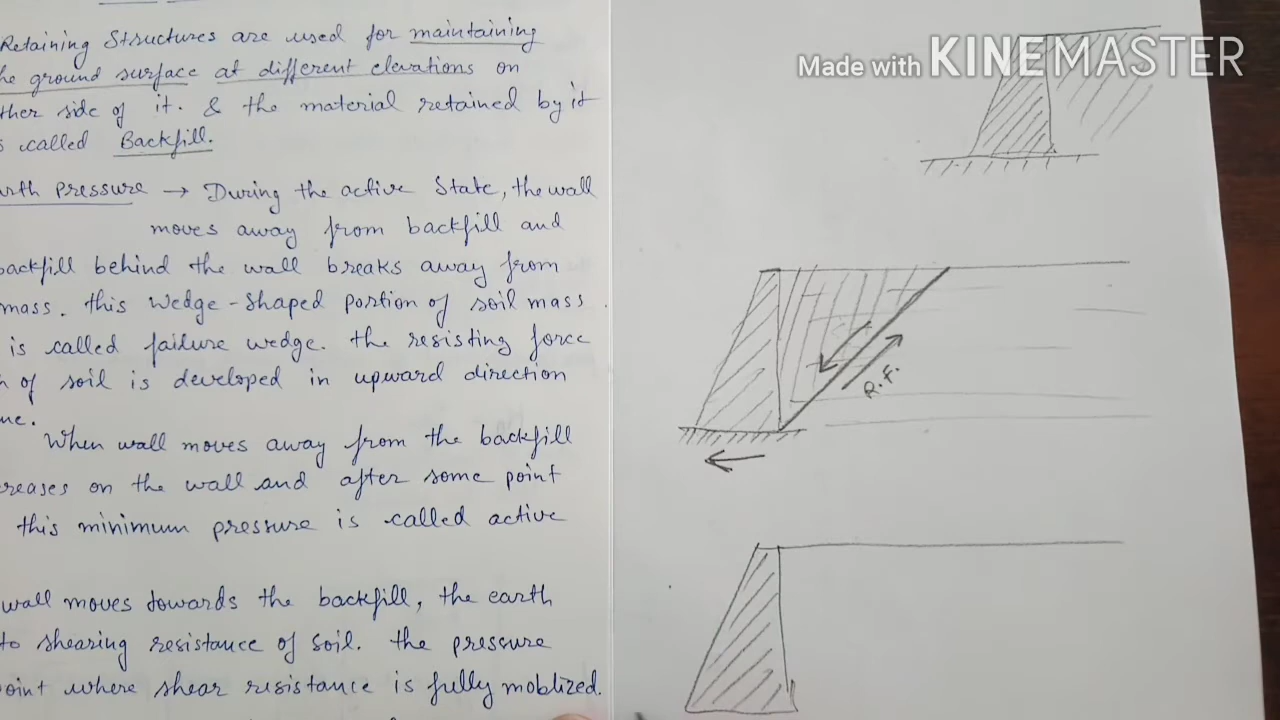 Retaining Structures are used for maintaining
he ground surface at different elevations on
ther side of it. & the material retained by it
s called Backfill.
arth Pressure → During the active State, the wall
moves away from backfill and
backfill behind the wall breaks away from
mass. this wedge-shaped portion of soil mass
is called failure wedge. the resisting force
of soil is developed in upward direction
ne.
When wall moves away from the backfill
creases on the wall and after some point
this minimum pressure is called active
wall moves towards the backfill, the earth
to shearing resistance of soil. the pressure
point where shear resistance is fully moblized.
Made with KINEMASTER
R.F.